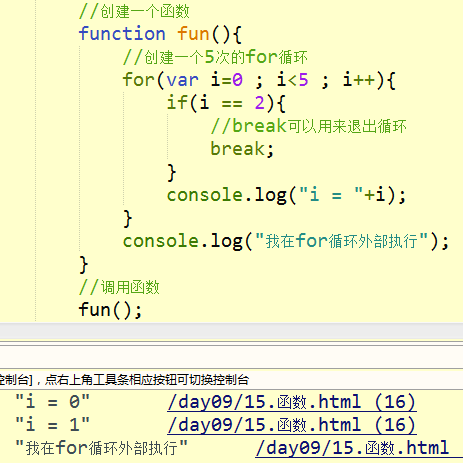 //创建一个函数
function fun(){
//创建一个5次的for循环
for(var i=0 ; i<5 ; i++){
if(i == 2){
//break可以用来退出循环
break;
}
console.log("i = "+i);
}
console.log("我在for循环外部执行");
}
//调用函数
fun();
控制台]，点右上角工具条相应按钮可切换控制台
"i = 0" /day09/15.函数.html (16)
"i = 1" /day09/15.函数.html (16)
"我在for循环外部执行" /day09/15.函数.html